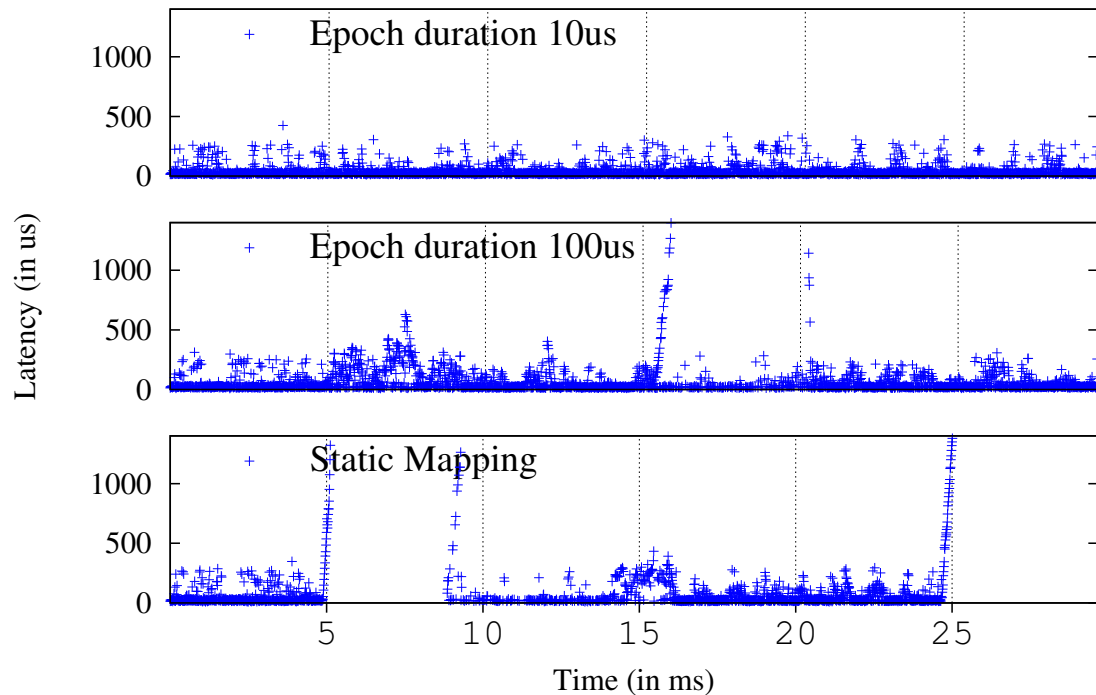 Epoch duration 10us
1000
500
0
Latency (in us)
Epoch duration 100us
1000
500
0
Static Mapping
1000
500
0
5 10 15 20 25
Time (in ms)